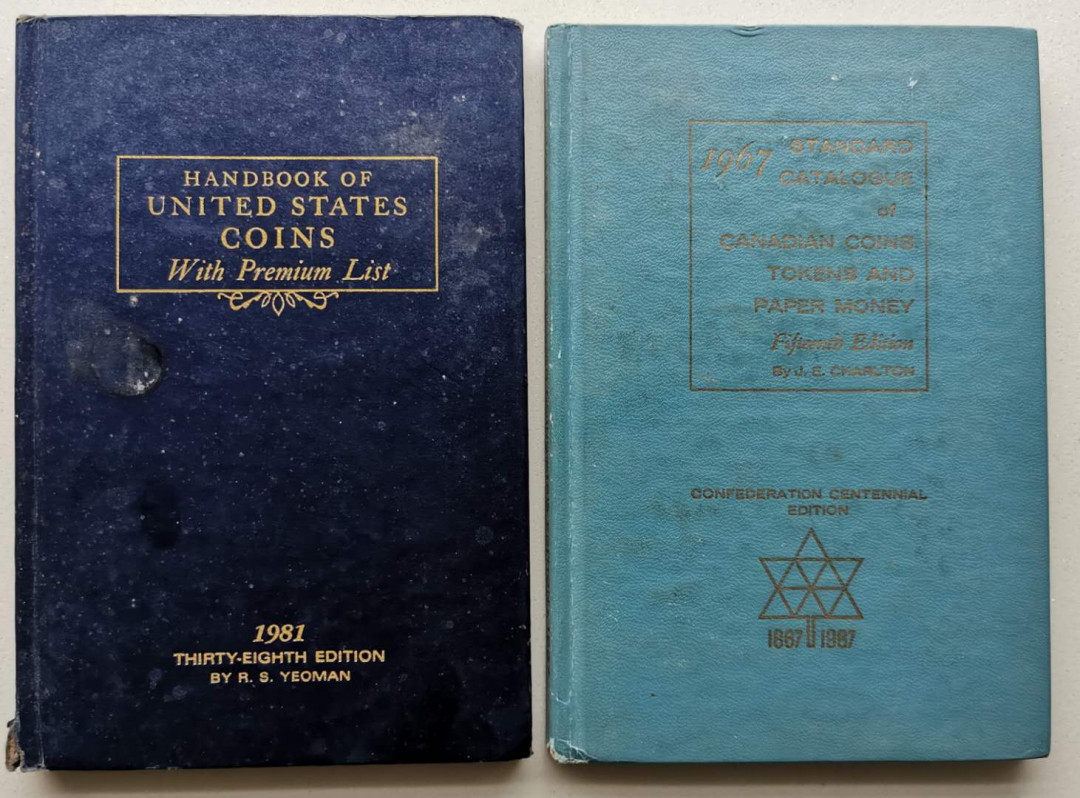 HANDBOOK OF
UNITED STATES
COINS
With Premium List
1981
THIRTY-EIGHTH EDITION
BY R. S. YEOMAN
1967 STANDARD
CATALOGUE
of
CANADIAN COINS
TOKENS AND
PAPER MONEY
Fifteenth Edition
By J. E. CHARLTON
CONFEDERATION CENTENNIAL
EDITION
1867 1967